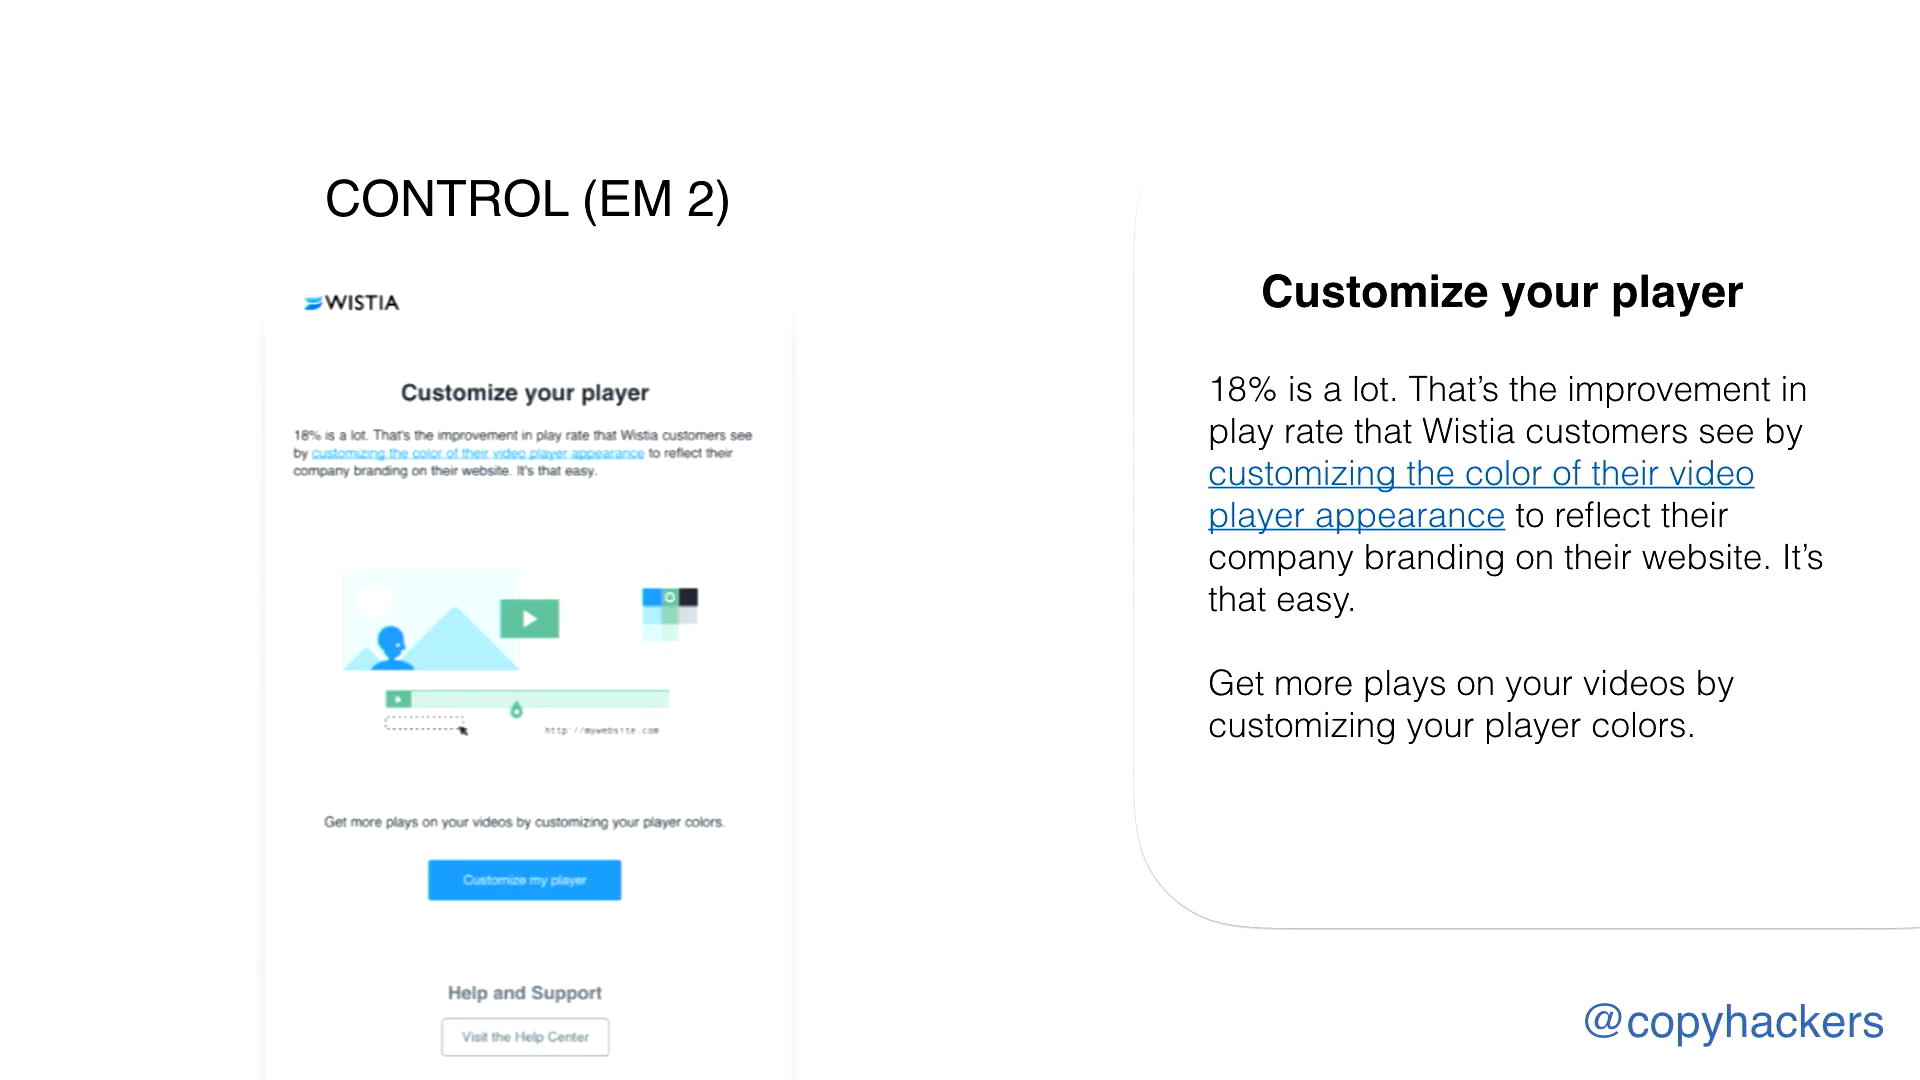 CONTROL (EM 2)
WISTIA
Customize your player
18% is a lot. That's the improvement in play rate that Wistia customers see
by customizing the color of their video player appearance to reflect their
company branding on their website. It's that easy.
http://mywebsite.com
Get more plays on your videos by customizing your player colors.
Customize my player
Help and Support
Visit the Help Center
Customize your player
18% is a lot. That’s the improvement in
play rate that Wistia customers see by
customizing the color of their video
player appearance to reflect their
company branding on their website. It’s
that easy.
Get more plays on your videos by
customizing your player colors.
@copyhackers